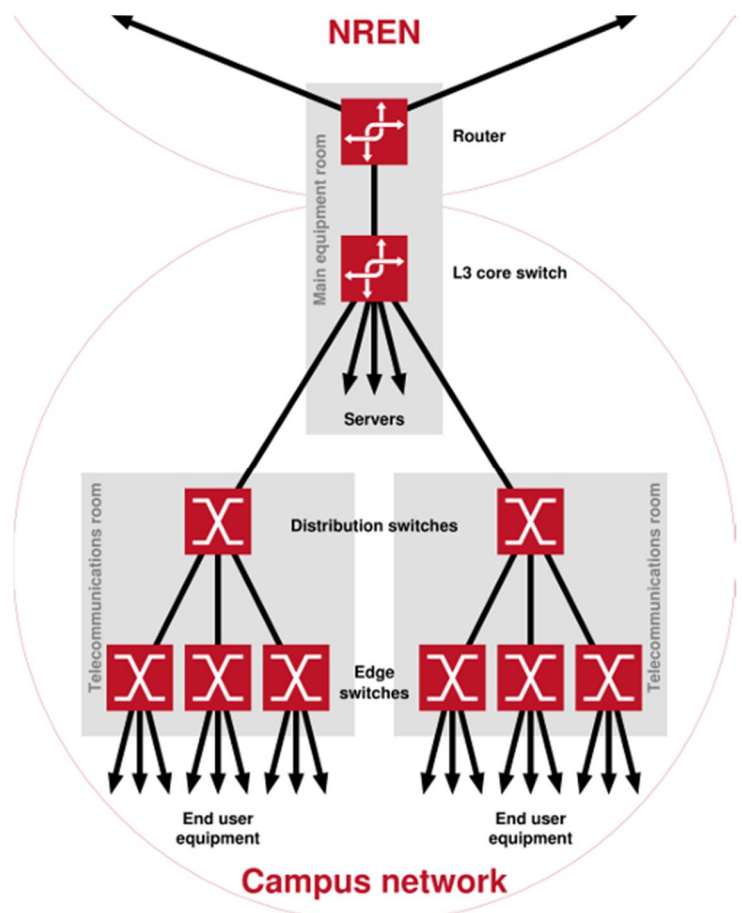 NREN
Router
Main equipment room
L3 core switch
Servers
Telecommunications room
Distribution switches
Telecommunications room
Edge
switches
End user
equipment
End user
equipment
Campus network